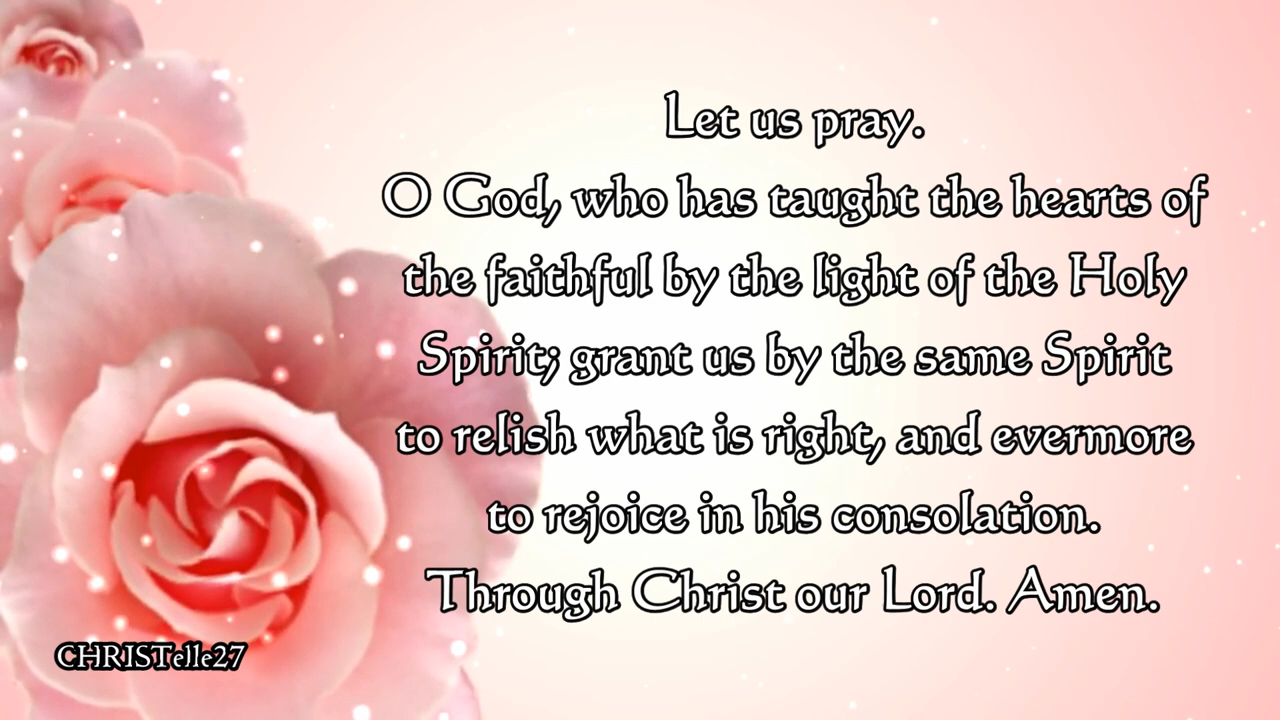 Let us pray.
O God, who has taught the hearts of
the faithful by the light of the Holy
Spirit; grant us by the same Spirit
to relish what is right, and evermore
to rejoice in his consolation.
Through Christ our Lord. Amen.
CHRISTelle27